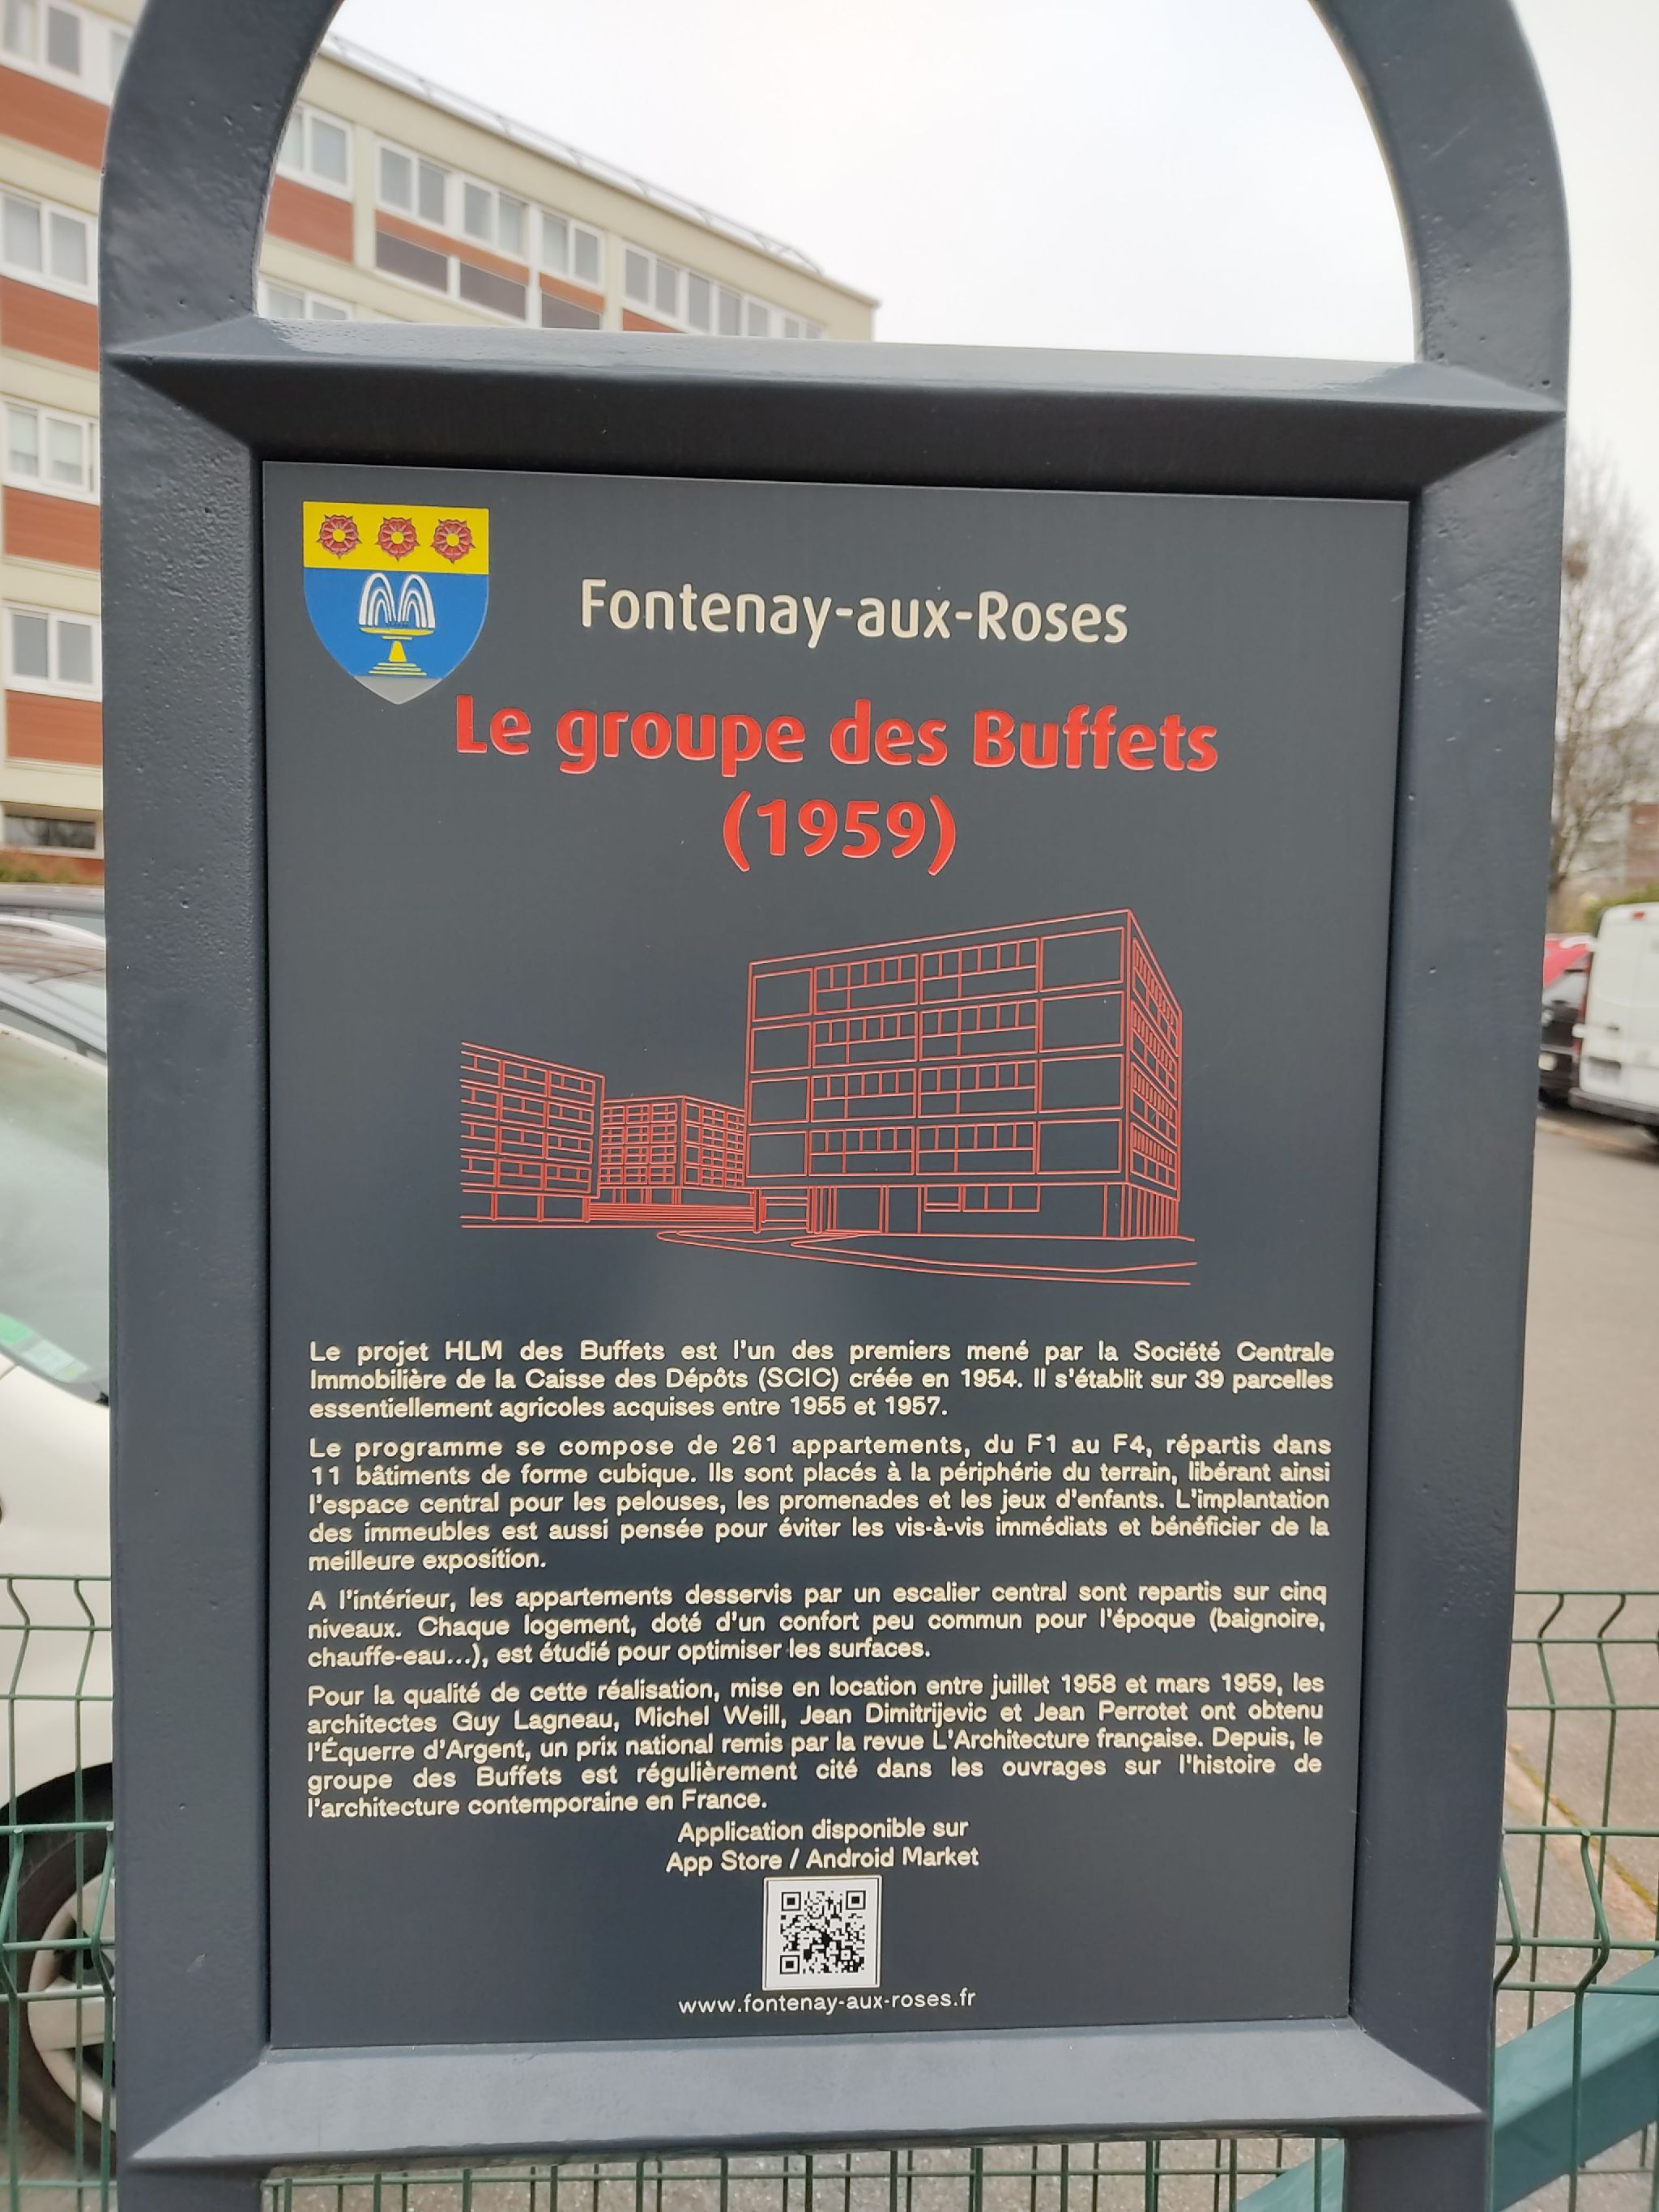 Fontenay-aux-Roses
Le groupe des Buffets
(1959)
Le projet HLM des Buffets est l'un des premiers mené par la Société Centrale
Immobilière de la Caisse des Dépôts (SCIC) créée en 1954. Il s'établit sur 39 parcelles
essentiellement agricoles acquises entre 1955 et 1957.
Le programme se compose de 261 appartements, du F1 au F4, répartis dans
11 bâtiments de forme cubique. Ils sont placés à la périphérie du terrain, libérant ainsi
l'espace central pour les pelouses, les promenades et les jeux d'enfants. L'implantation
des immeubles est aussi pensée pour éviter les vis-à-vis immédiats et bénéficier de la
meilleure exposition.
A l'intérieur, les appartements desservis par un escalier central sont repartis sur cinq
niveaux. Chaque logement, doté d'un confort peu commun pour l'époque (baignoire,
chauffe-eau...), est étudié pour optimiser les surfaces.
Pour la qualité de cette réalisation, mise en location entre juillet 1958 et mars 1959, les
architectes Guy Lagneau, Michel Weill, Jean Dimitrijevic et Jean Perrotet ont obtenu
l'Équerre d'Argent, un prix national remis par la revue L'Architecture française. Depuis, le
groupe des Buffets est régulièrement cité dans les ouvrages sur l'histoire de
l'architecture contemporaine en France.
Application disponible sur
App Store / Android Market
www.fontenay-aux-roses.fr